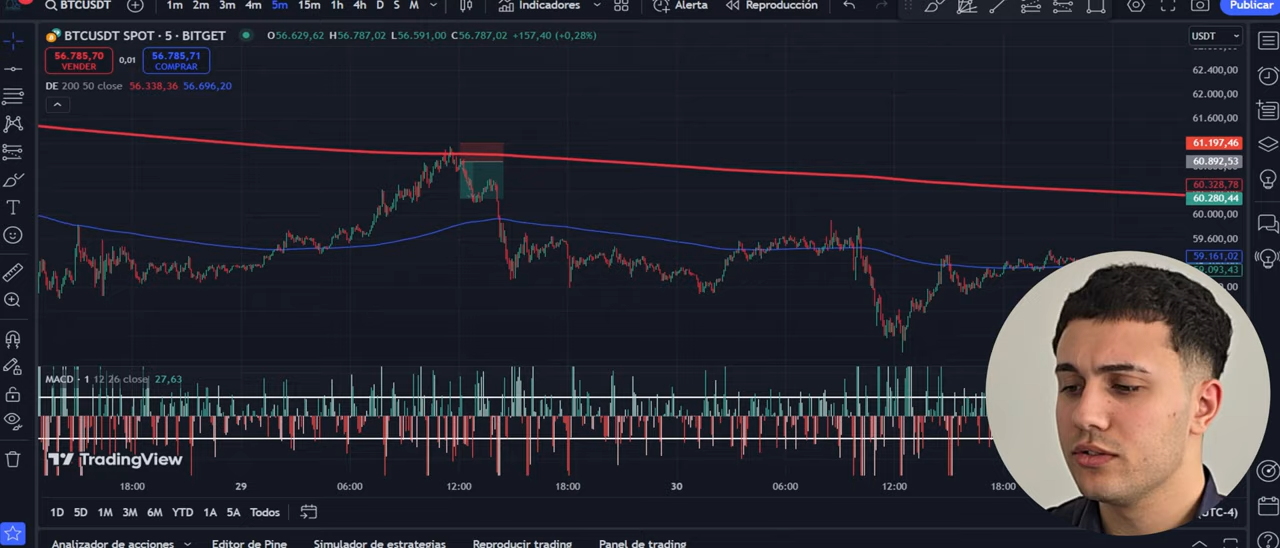 BTCUSDT 1m 2m 3m 4m 5m 15m 1h 4h D S M Indicadores Alerta Reproducción Publicar
BTCUSDT SPOT · 5 · BITGET O56.629,62 H56.787,02 L56.591,00 C56.787,02 +157,40 (+0,28%)
USDT
56.785,70 VENDER 0,01 56.785,71 COMPRAR
DE 200 50 close 56.338,36 56.696,20
62.400,00
62.000,00
61.600,00
61.197,46
60.892,53
60.328,78
60.280,44
60.000,00
59.600,00
59.161,02
59.093,43
MACD · 1 12 26 close 27,63
TradingView
18:00 29 06:00 12:00 18:00 30 06:00 12:00 18:00
1D 5D 1M 3M 6M YTD 1A 5A Todos (UTC-4)
Analizador de acciones Editor de Pine Simulador de estrategias Reproducir trading Panel de trading